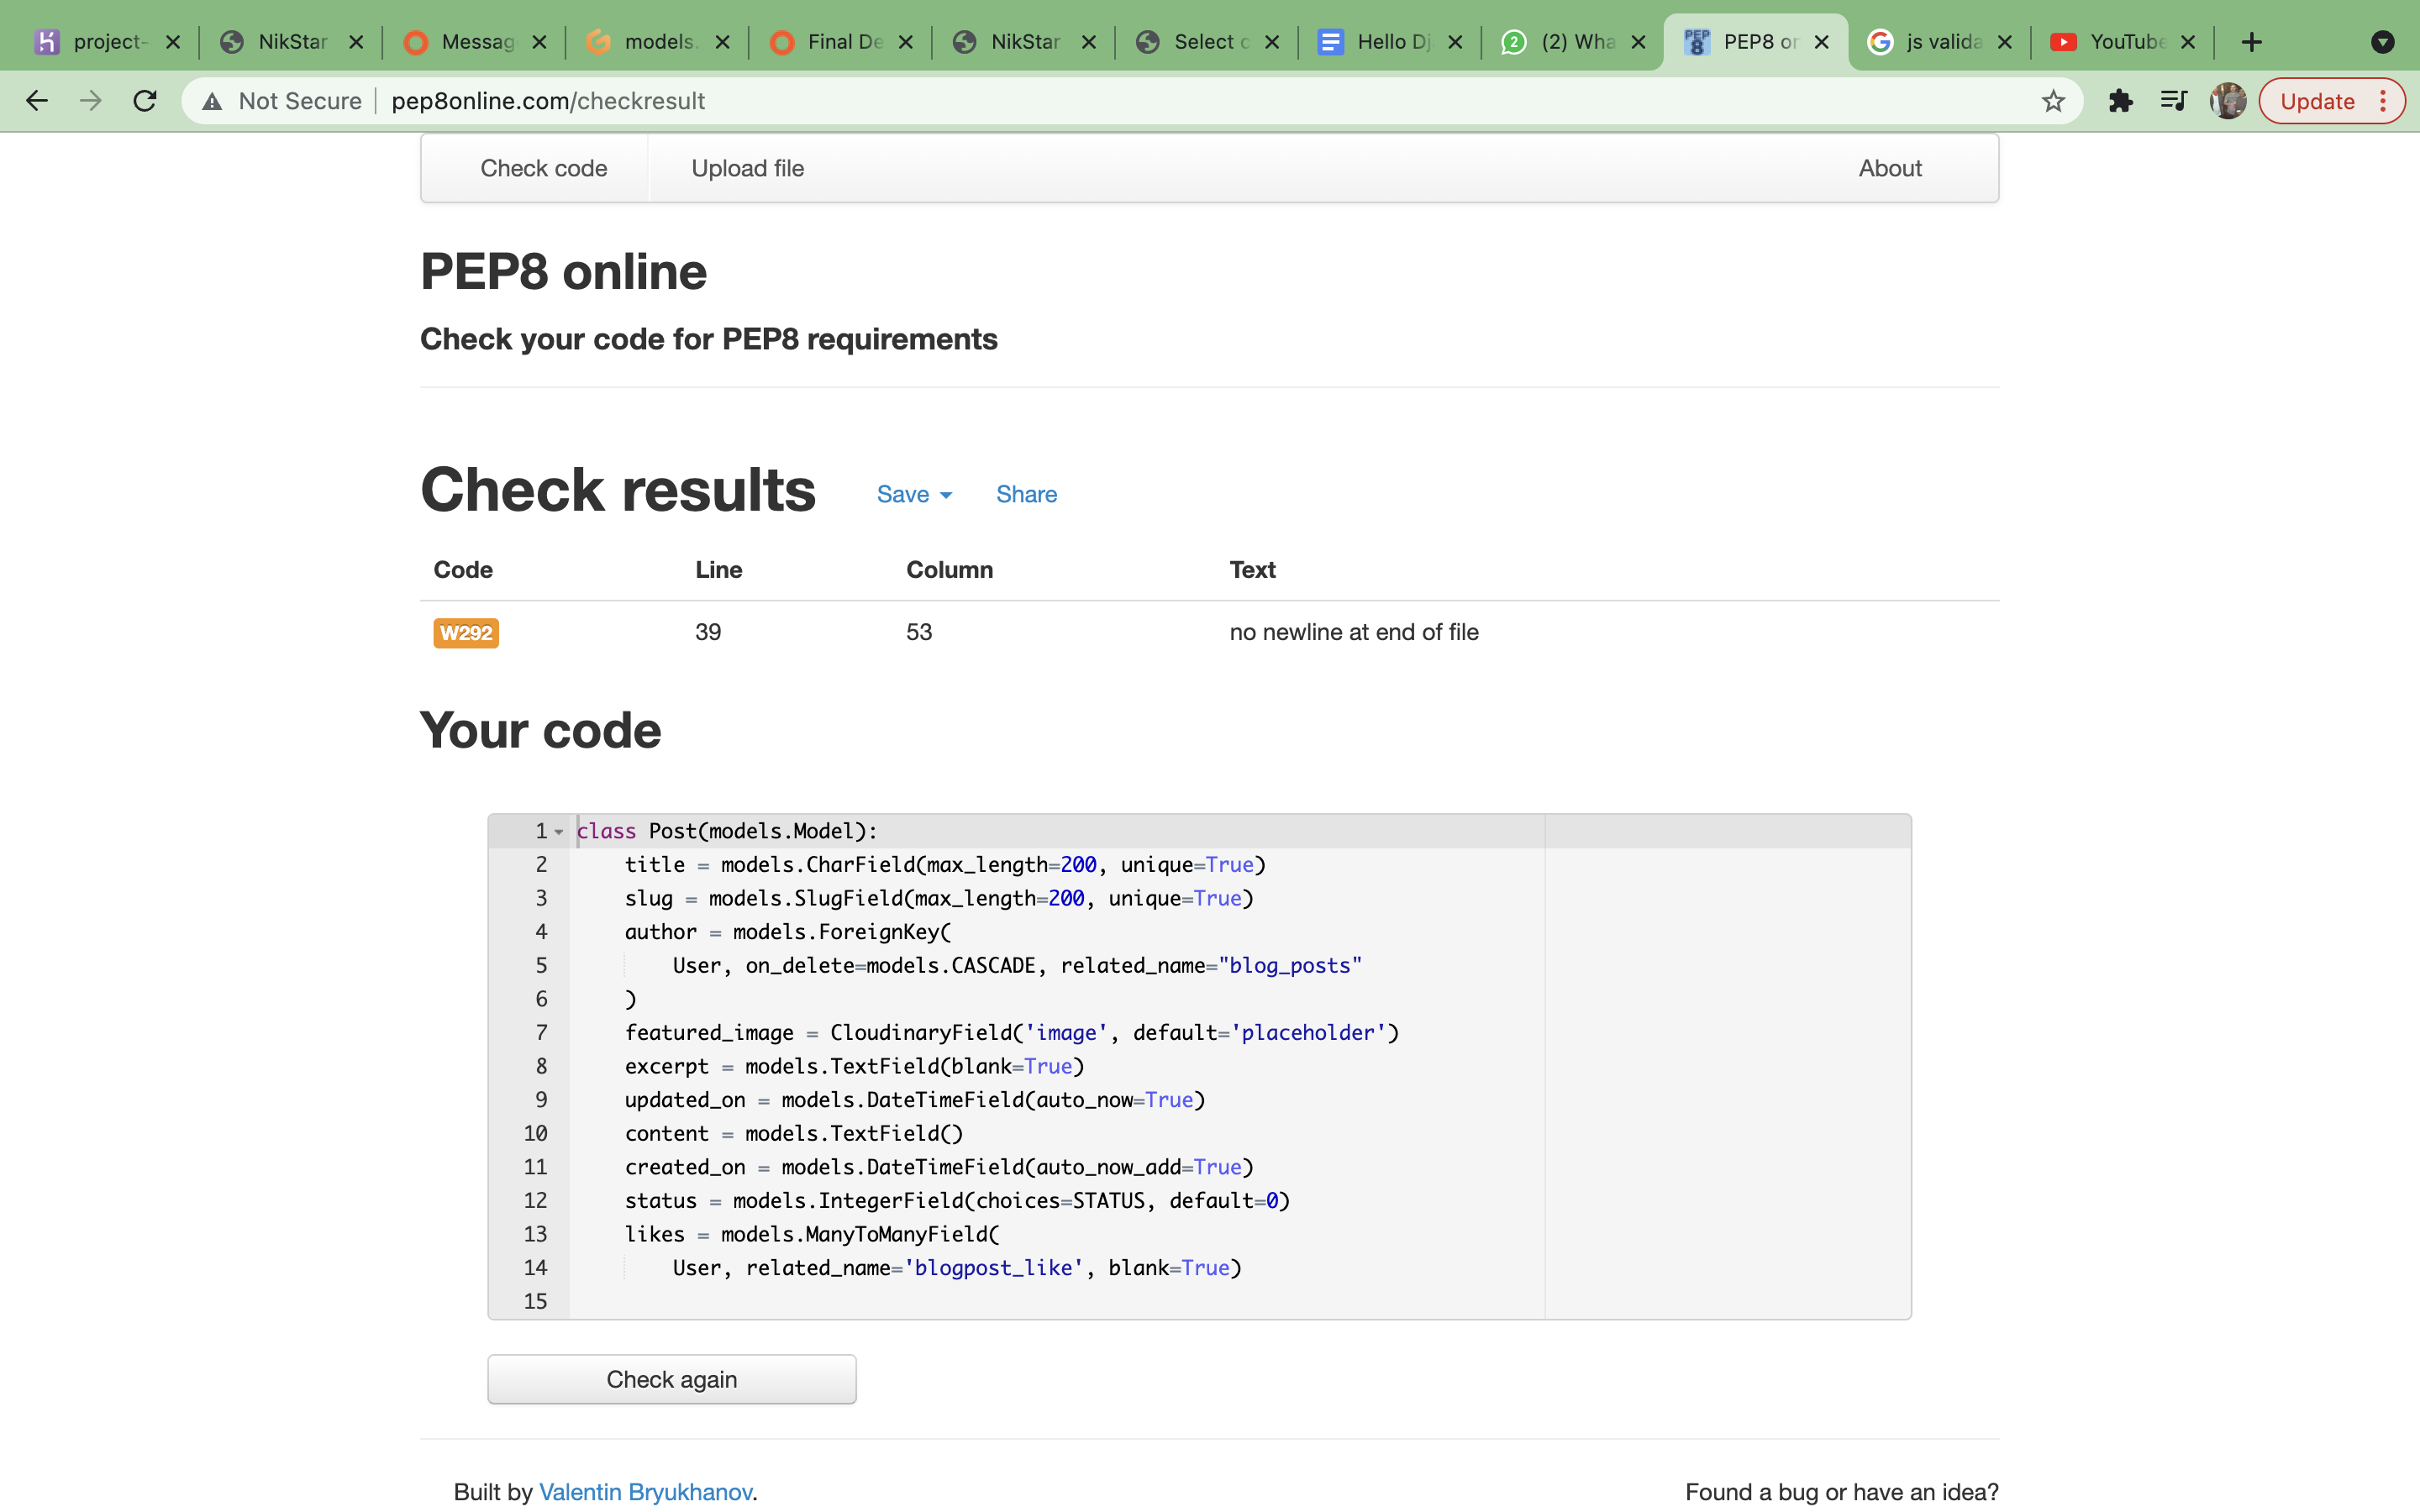 project-
NikStar
Messag
models.
Final De
NikStar
Select c
Hello Dj
(2) Wha
PEP8 or
js valida
YouTube
Not Secure
pep8online.com/checkresult
Update
Check code
Upload file
About
PEP8 online
Check your code for PEP8 requirements
Check results
Save
Share
Code Line Column Text
W292 39 53 no newline at end of file
Your code
1 class Post(models.Model):
2 title = models.CharField(max_length=200, unique=True)
3 slug = models.SlugField(max_length=200, unique=True)
4 author = models.ForeignKey(
5 User, on_delete=models.CASCADE, related_name="blog_posts"
6 )
7 featured_image = CloudinaryField('image', default='placeholder')
8 excerpt = models.TextField(blank=True)
9 updated_on = models.DateTimeField(auto_now=True)
10 content = models.TextField()
11 created_on = models.DateTimeField(auto_now_add=True)
12 status = models.IntegerField(choices=STATUS, default=0)
13 likes = models.ManyToManyField(
14 User, related_name='blogpost_like', blank=True)
15
Check again
Built by Valentin Bryukhanov.
Found a bug or have an idea?